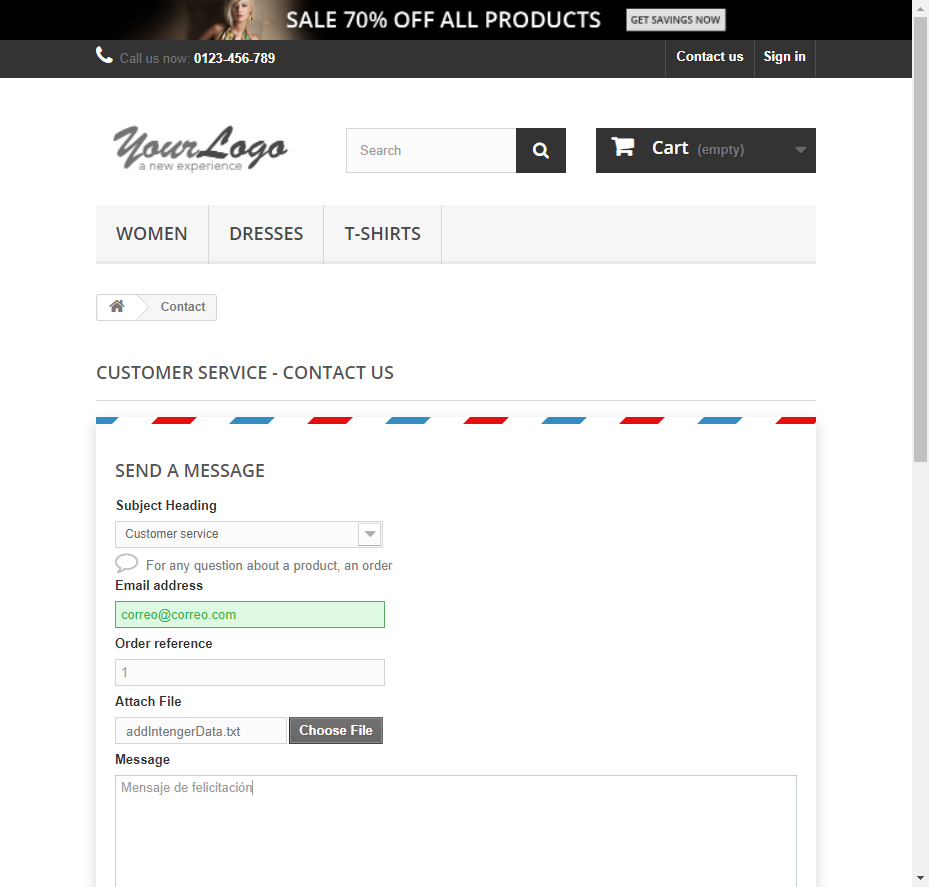 SALE 70% OFF ALL PRODUCTS GET SAVINGS NOW
Call us now: 0123-456-789 Contact us Sign in
YourLogo
a new experience
Search
Cart (empty)
WOMEN DRESSES T-SHIRTS
Contact
CUSTOMER SERVICE - CONTACT US
SEND A MESSAGE
Subject Heading
Customer service
For any question about a product, an order
Email address
correo@correo.com
Order reference
1
Attach File
addIntengerData.txt Choose File
Message
Mensaje de felicitación